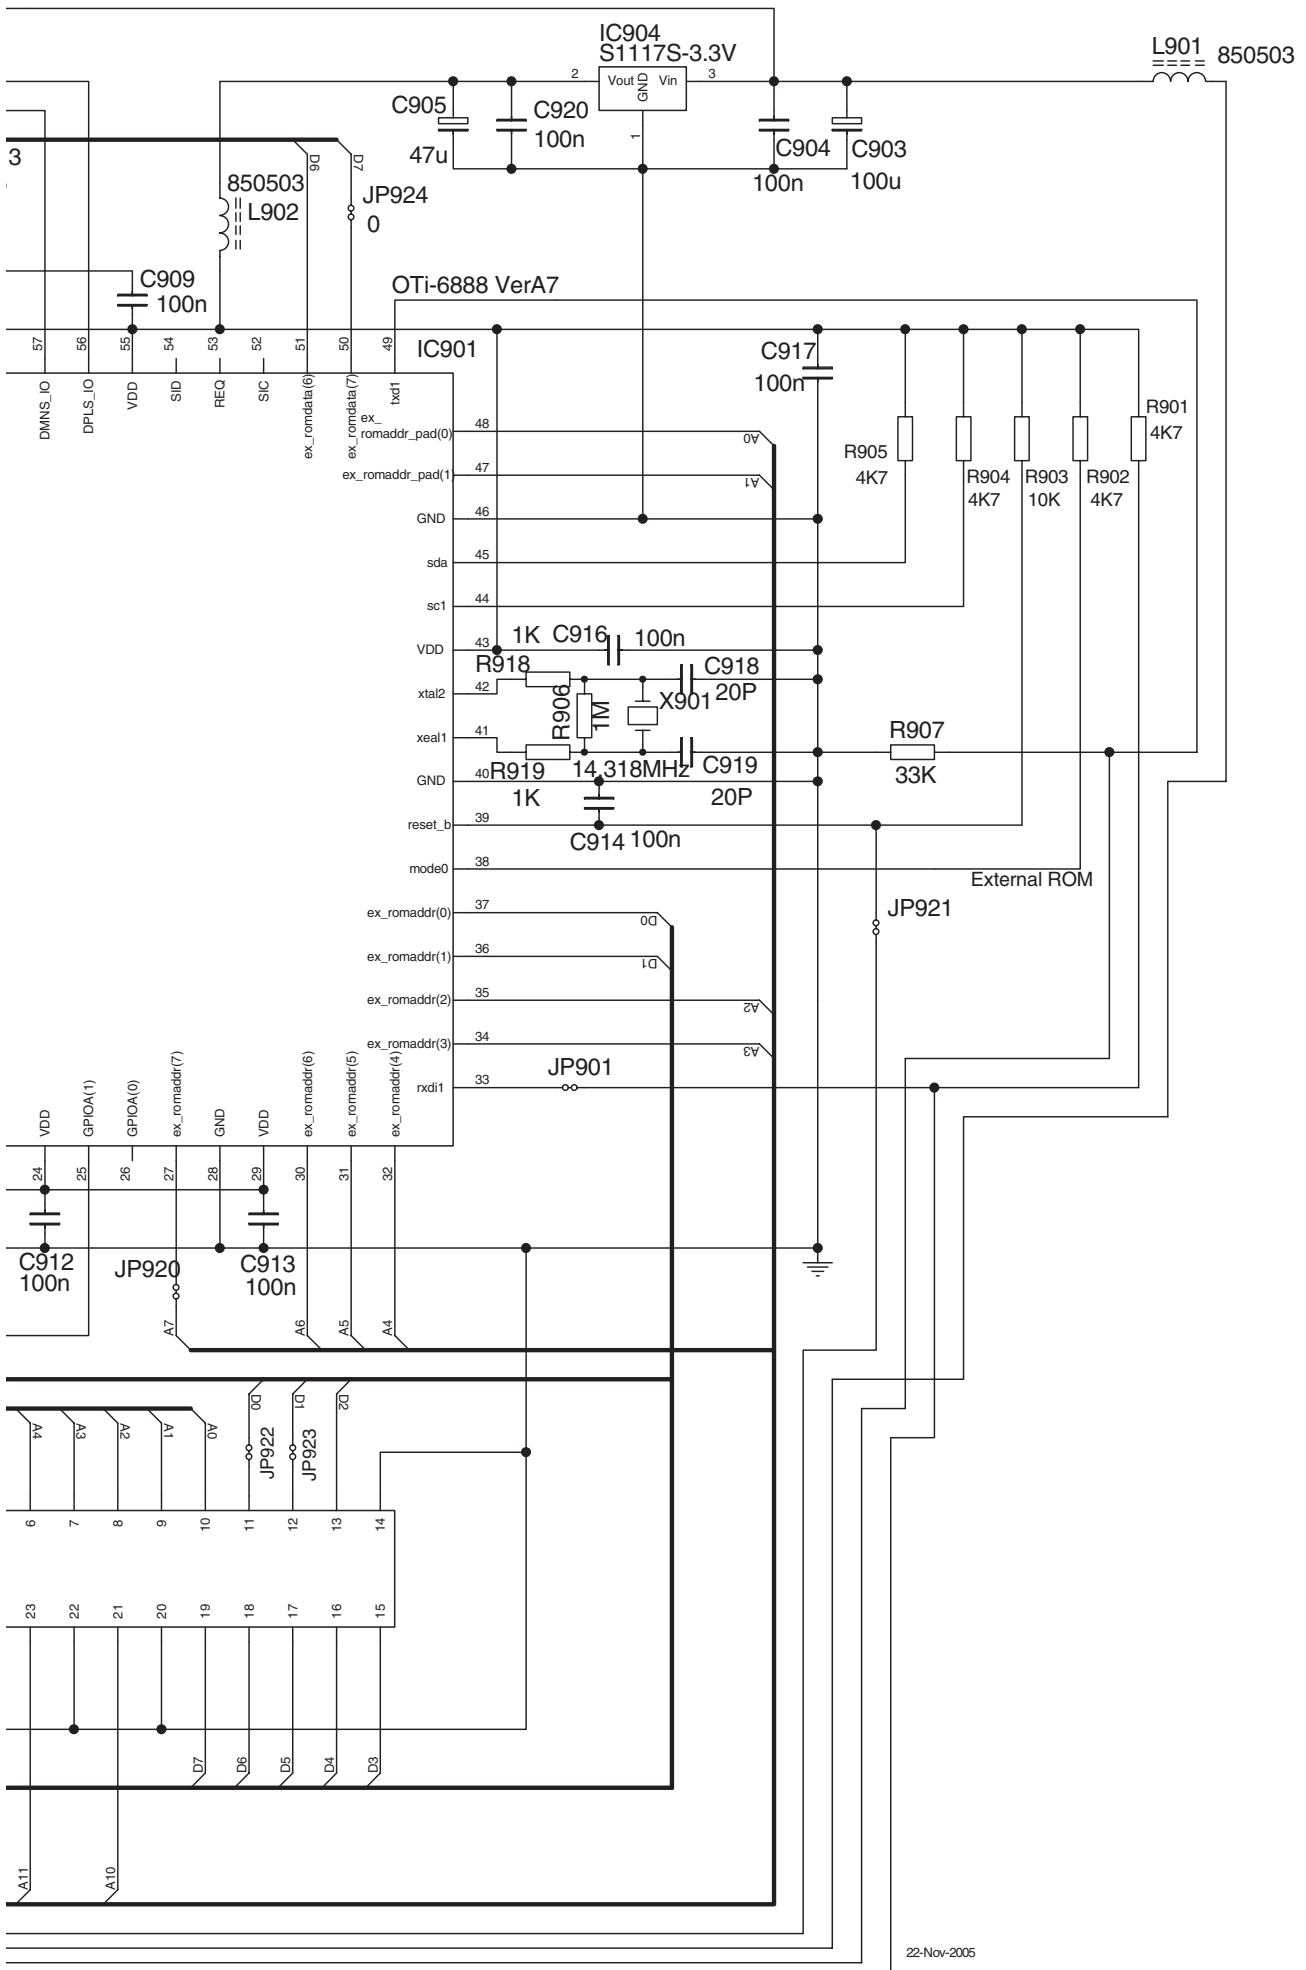 IC904
S1117S-3.3V
L901 850503
2 Vout GND Vin 3
1
C905
47u
C920
100n
C904
100n
C903
100u
3
D6
D7
850503
L902
JP924
0
C909
100n
OTi-6888 VerA7
IC901
57 56 55 54 53 52 51 50 49
DMNS_IO
DPLS_IO
VDD
SID
REQ
SIC
ex_romdata(6)
ex_romdata(7)
txd1
C917
100n
R905
4K7
R904
4K7
R903
10K
R902
4K7
R901
4K7
ex_
romaddr_pad(0) 48 A0
ex_romaddr_pad(1) 47 A1
GND 46
sda 45
sc1 44
VDD 43
1K C916 100n
R918
xtal2 42
R906
1M
X901
C918
20P
xeal1 41
R919
1K
14,318MHz
C919
20P
R907
33K
GND 40
reset_b 39
C914 100n
mode0 38
External ROM
JP921
ex_romaddr(0) 37 D0
ex_romaddr(1) 36 D1
ex_romaddr(2) 35 A2
ex_romaddr(3) 34 A3
rxdi1 33
JP901
VDD
GPIOA(1)
GPIOA(0)
ex_romaddr(7)
GND
VDD
ex_romaddr(6)
ex_romaddr(5)
ex_romaddr(4)
24 25 26 27 28 29 30 31 32
C912
100n
JP920
C913
100n
A7 A6 A5 A4
D0 D1 D2
A4 A3 A2 A1 A0
JP922
JP923
6 7 8 9 10 11 12 13 14
23 22 21 20 19 18 17 16 15
D7 D6 D5 D4 D3
A11 A10
22-Nov-2005